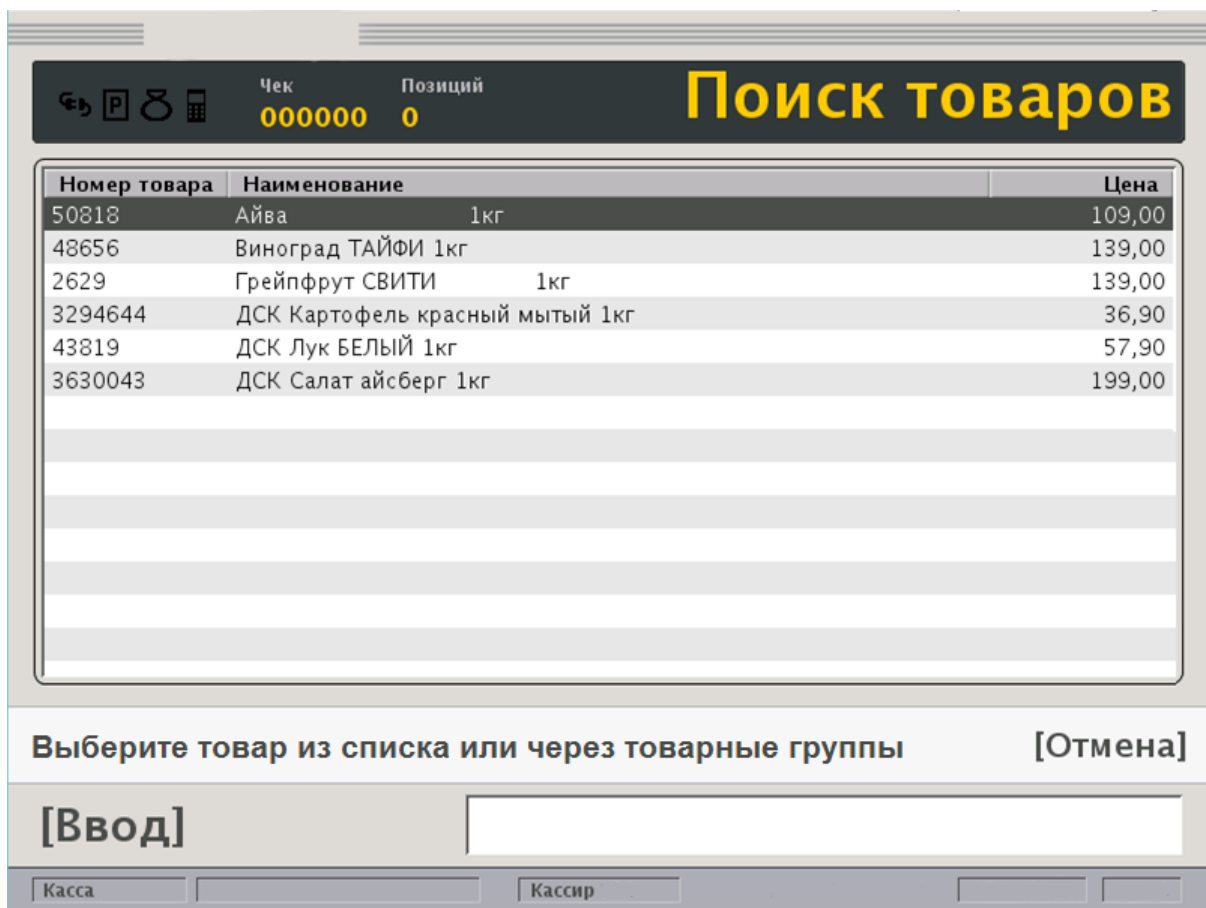 Чек Позиций Поиск товаров
P 000000 0
Номер товара Наименование Цена
50818 Айва 1кг 109,00
48656 Виноград ТАЙФИ 1кг 139,00
2629 Грейпфрут СВИТИ 1кг 139,00
3294644 ДСК Картофель красный мытый 1кг 36,90
43819 ДСК Лук БЕЛЫЙ 1кг 57,90
3630043 ДСК Салат айсберг 1кг 199,00
Выберите товар из списка или через товарные группы [Отмена]
[Ввод]
Касса Кассир